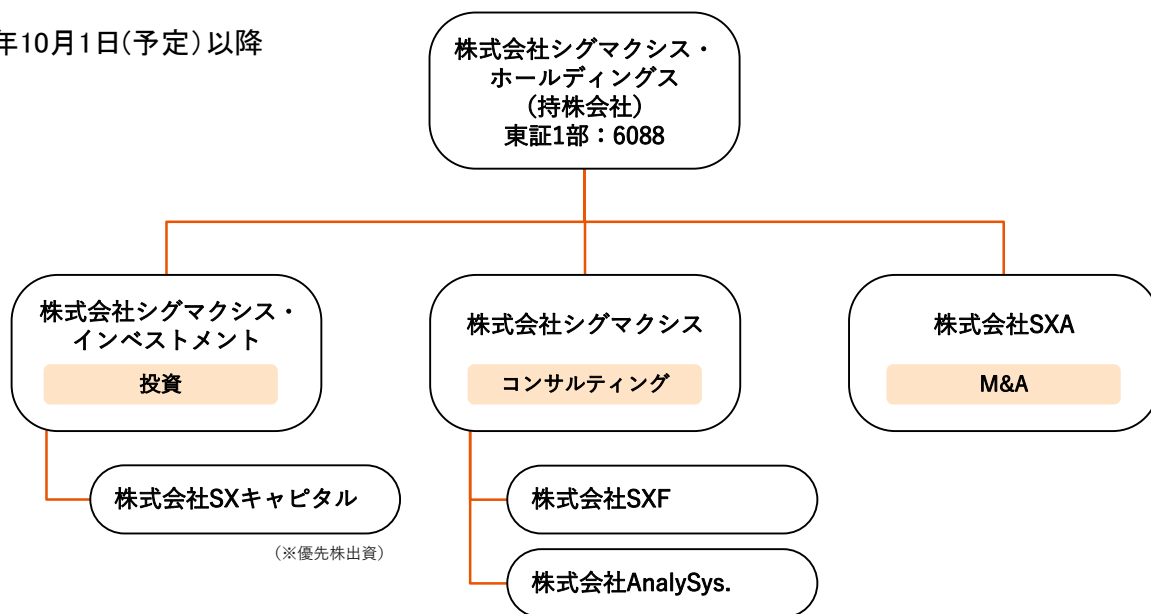 年10月1日(予定)以降
株式会社シグマクシス・
ホールディングス
(持株会社)
東証1部:6088
株式会社シグマクシス・
インベストメント
投資
株式会社シグマクシス
コンサルティング
株式会社SXA
M&A
株式会社SXキャピタル
(※優先株出資)
株式会社SXF
株式会社AnalySys.